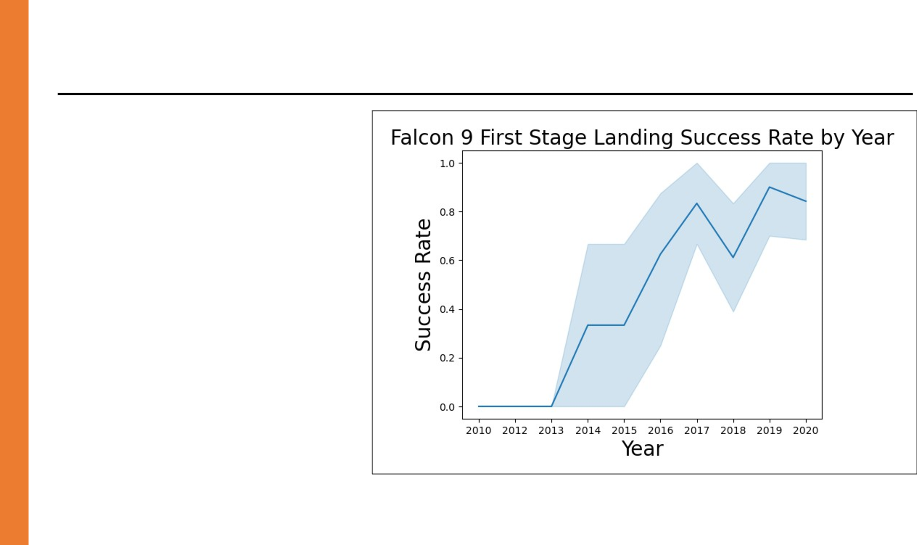 Falcon 9 First Stage Landing Success Rate by Year
1.0
0.8
0.6
0.4
0.2
0.0
Success Rate
2010 2012 2013 2014 2015 2016 2017 2018 2019 2020
Year